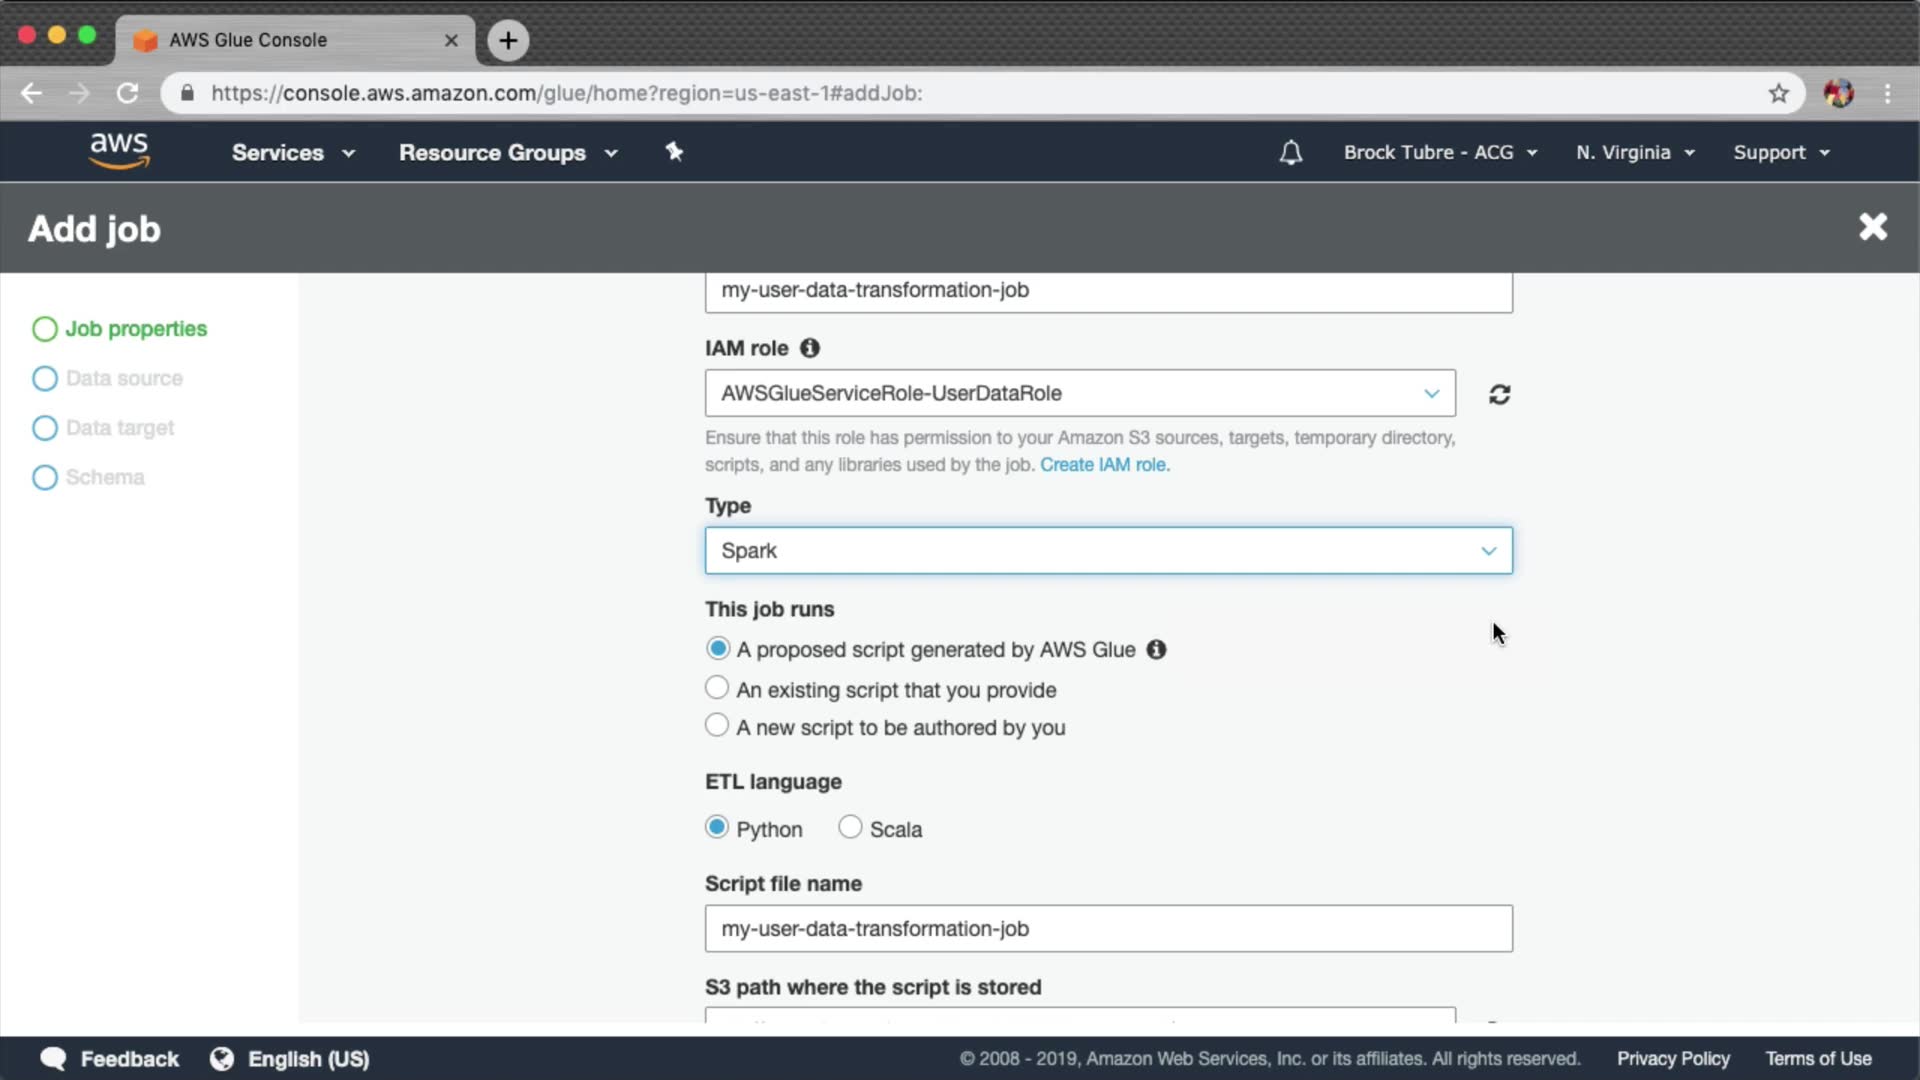 AWS Glue Console
https://console.aws.amazon.com/glue/home?region=us-east-1#addJob:
aws
Services
Resource Groups
Brock Tubre - ACG
N. Virginia
Support
Add job
Job properties
Data source
Data target
Schema
my-user-data-transformation-job
IAM role
AWSGlueServiceRole-UserDataRole
Ensure that this role has permission to your Amazon S3 sources, targets, temporary directory,
scripts, and any libraries used by the job. Create IAM role.
Type
Spark
This job runs
A proposed script generated by AWS Glue
An existing script that you provide
A new script to be authored by you
ETL language
Python
Scala
Script file name
my-user-data-transformation-job
S3 path where the script is stored
Feedback
English (US)
© 2008 - 2019, Amazon Web Services, Inc. or its affiliates. All rights reserved.
Privacy Policy
Terms of Use